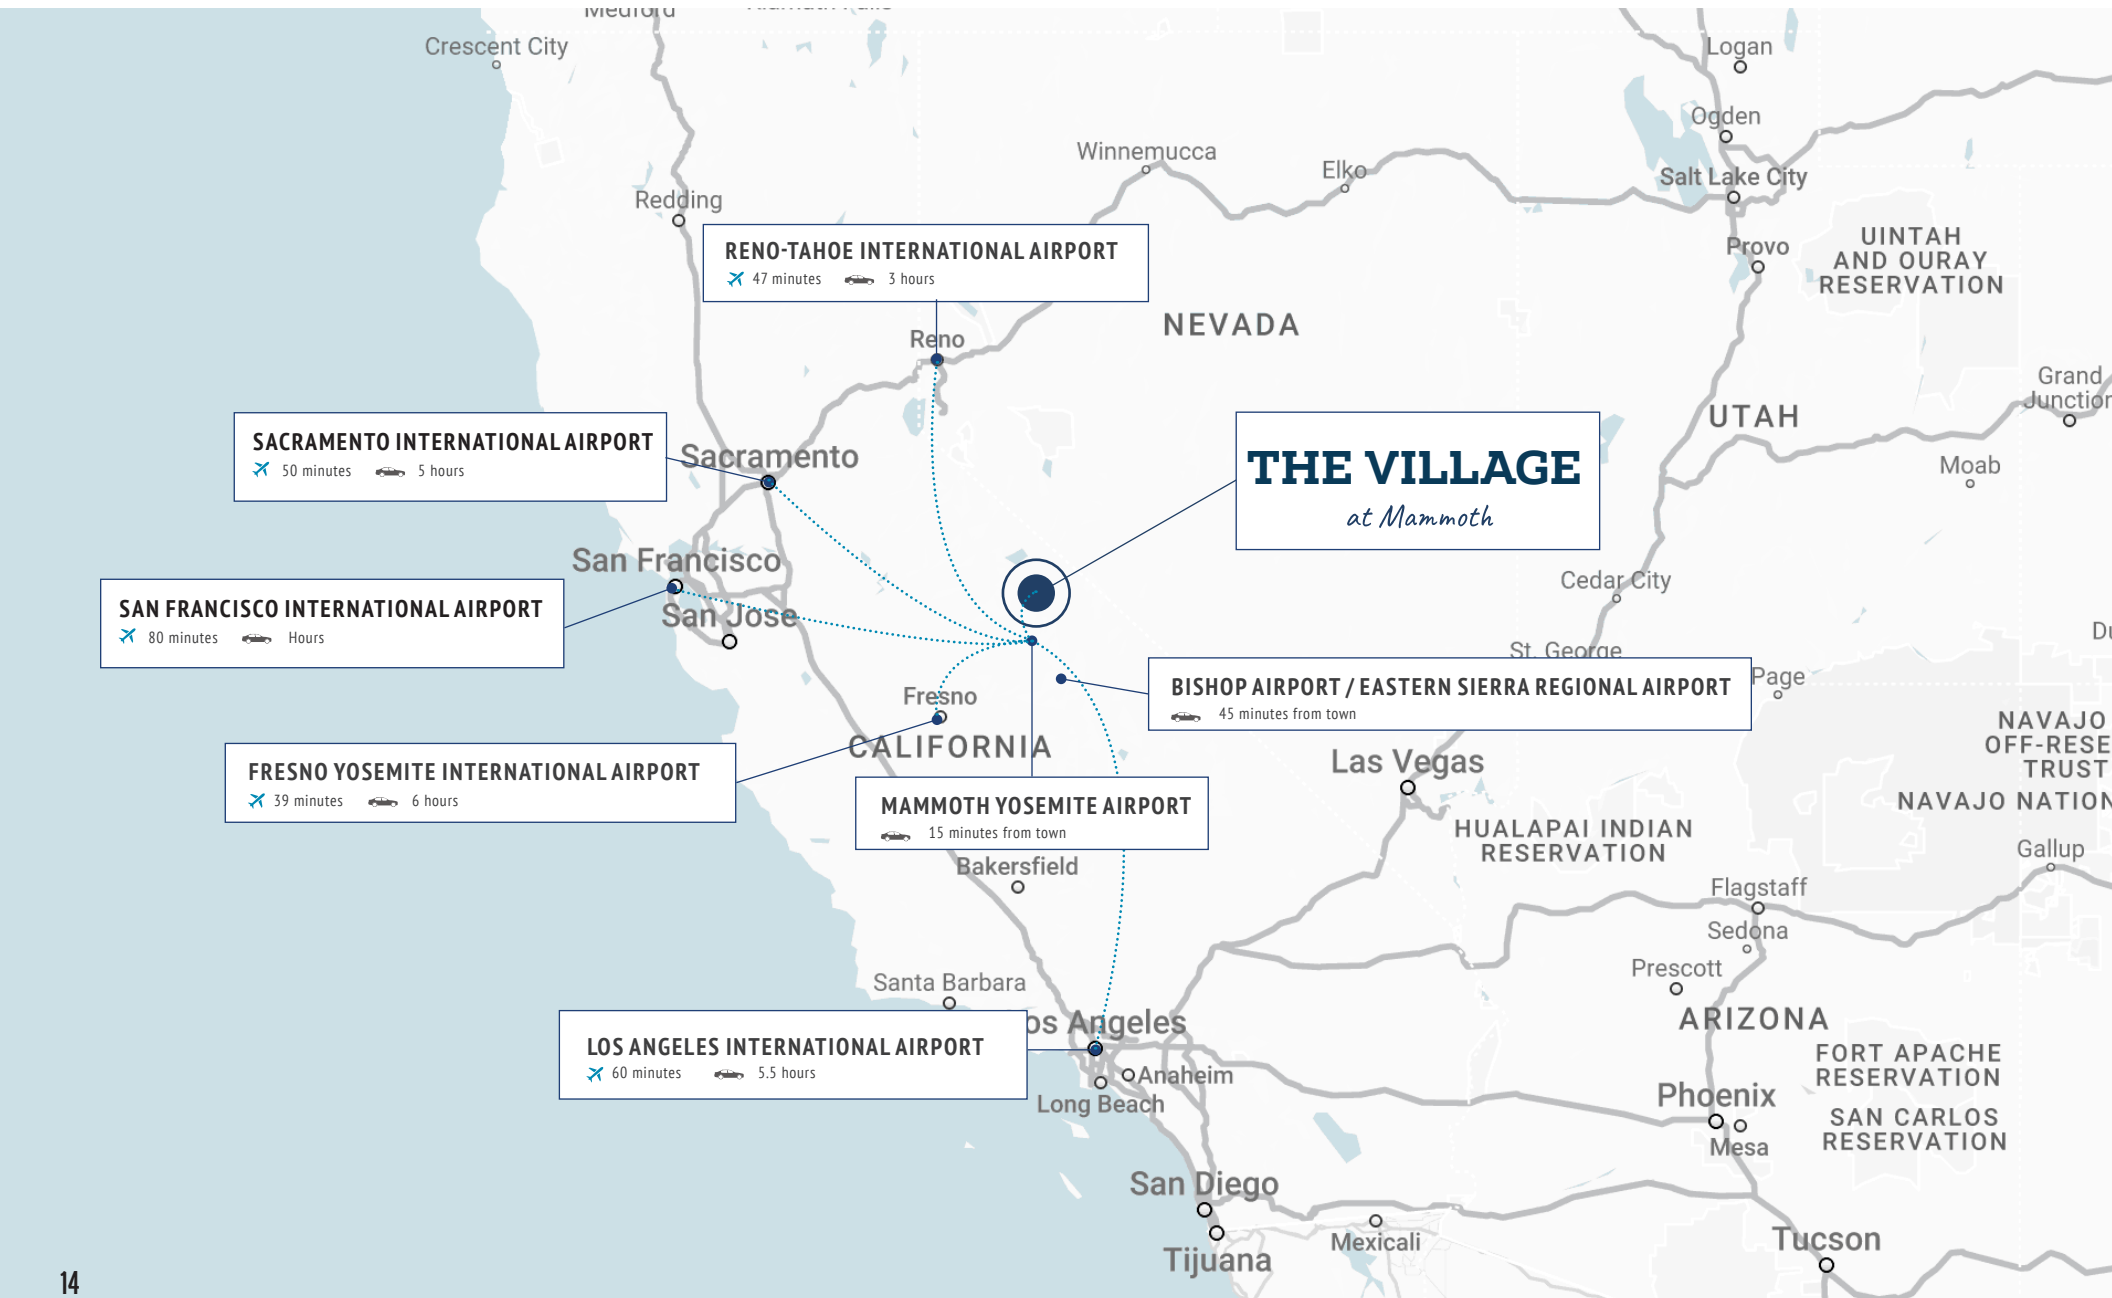 Medford
Crescent City
Logan
Ogden
Winnemucca
Elko
Salt Lake City
Redding
RENO-TAHOE INTERNATIONAL AIRPORT
47 minutes 3 hours
Provo
UINTAH
AND OURAY
RESERVATION
NEVADA
Reno
Grand
Junction
UTAH
SACRAMENTO INTERNATIONAL AIRPORT
50 minutes 5 hours
Sacramento
THE VILLAGE
at Mammoth
Moab
San Francisco
Cedar City
SAN FRANCISCO INTERNATIONAL AIRPORT
80 minutes Hours
San Jose
St. George
BISHOP AIRPORT / EASTERN SIERRA REGIONAL AIRPORT
45 minutes from town
Page
Fresno
CALIFORNIA
NAVAJO
OFF-RESE
TRUST
NAVAJO NATION
FRESNO YOSEMITE INTERNATIONAL AIRPORT
39 minutes 6 hours
Las Vegas
MAMMOTH YOSEMITE AIRPORT
15 minutes from town
HUALAPAI INDIAN
RESERVATION
Gallup
Bakersfield
Flagstaff
Sedona
Prescott
Santa Barbara
ARIZONA
os Angeles
LOS ANGELES INTERNATIONAL AIRPORT
60 minutes 5.5 hours
Anaheim
Long Beach
FORT APACHE
RESERVATION
Phoenix
SAN CARLOS
RESERVATION
Mesa
San Diego
Tijuana
Mexicali
Tucson
14